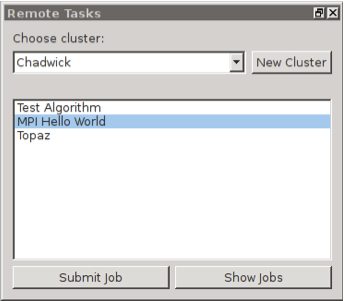 Remote Tasks
Choose cluster:
Chadwick
New Cluster
Test Algorithm
MPI Hello World
Topaz
Submit Job
Show Jobs